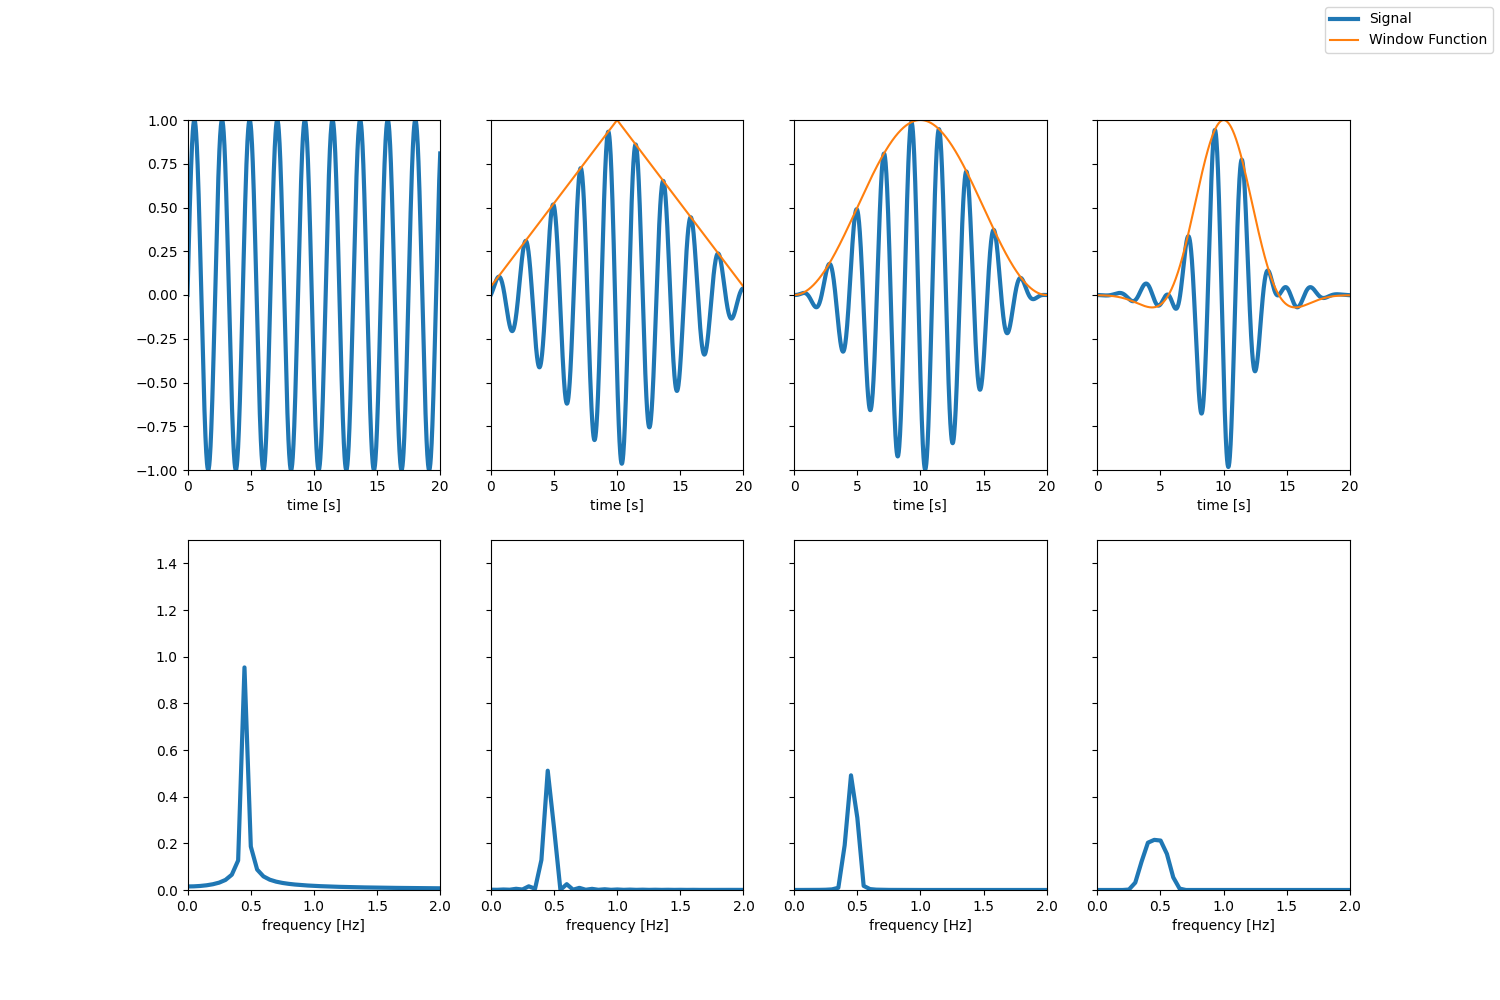 Signal
Window Function
1.00
0.75
0.50
0.25
0.00
−0.25
−0.50
−0.75
−1.00
0 5 10 15 20 0 5 10 15 20 0 5 10 15 20 0 5 10 15 20
time [s] time [s] time [s] time [s]
1.4
1.2
1.0
0.8
0.6
0.4
0.2
0.0
0.0 0.5 1.0 1.5 2.0 0.0 0.5 1.0 1.5 2.0 0.0 0.5 1.0 1.5 2.0 0.0 0.5 1.0 1.5 2.0
frequency [Hz] frequency [Hz] frequency [Hz] frequency [Hz]